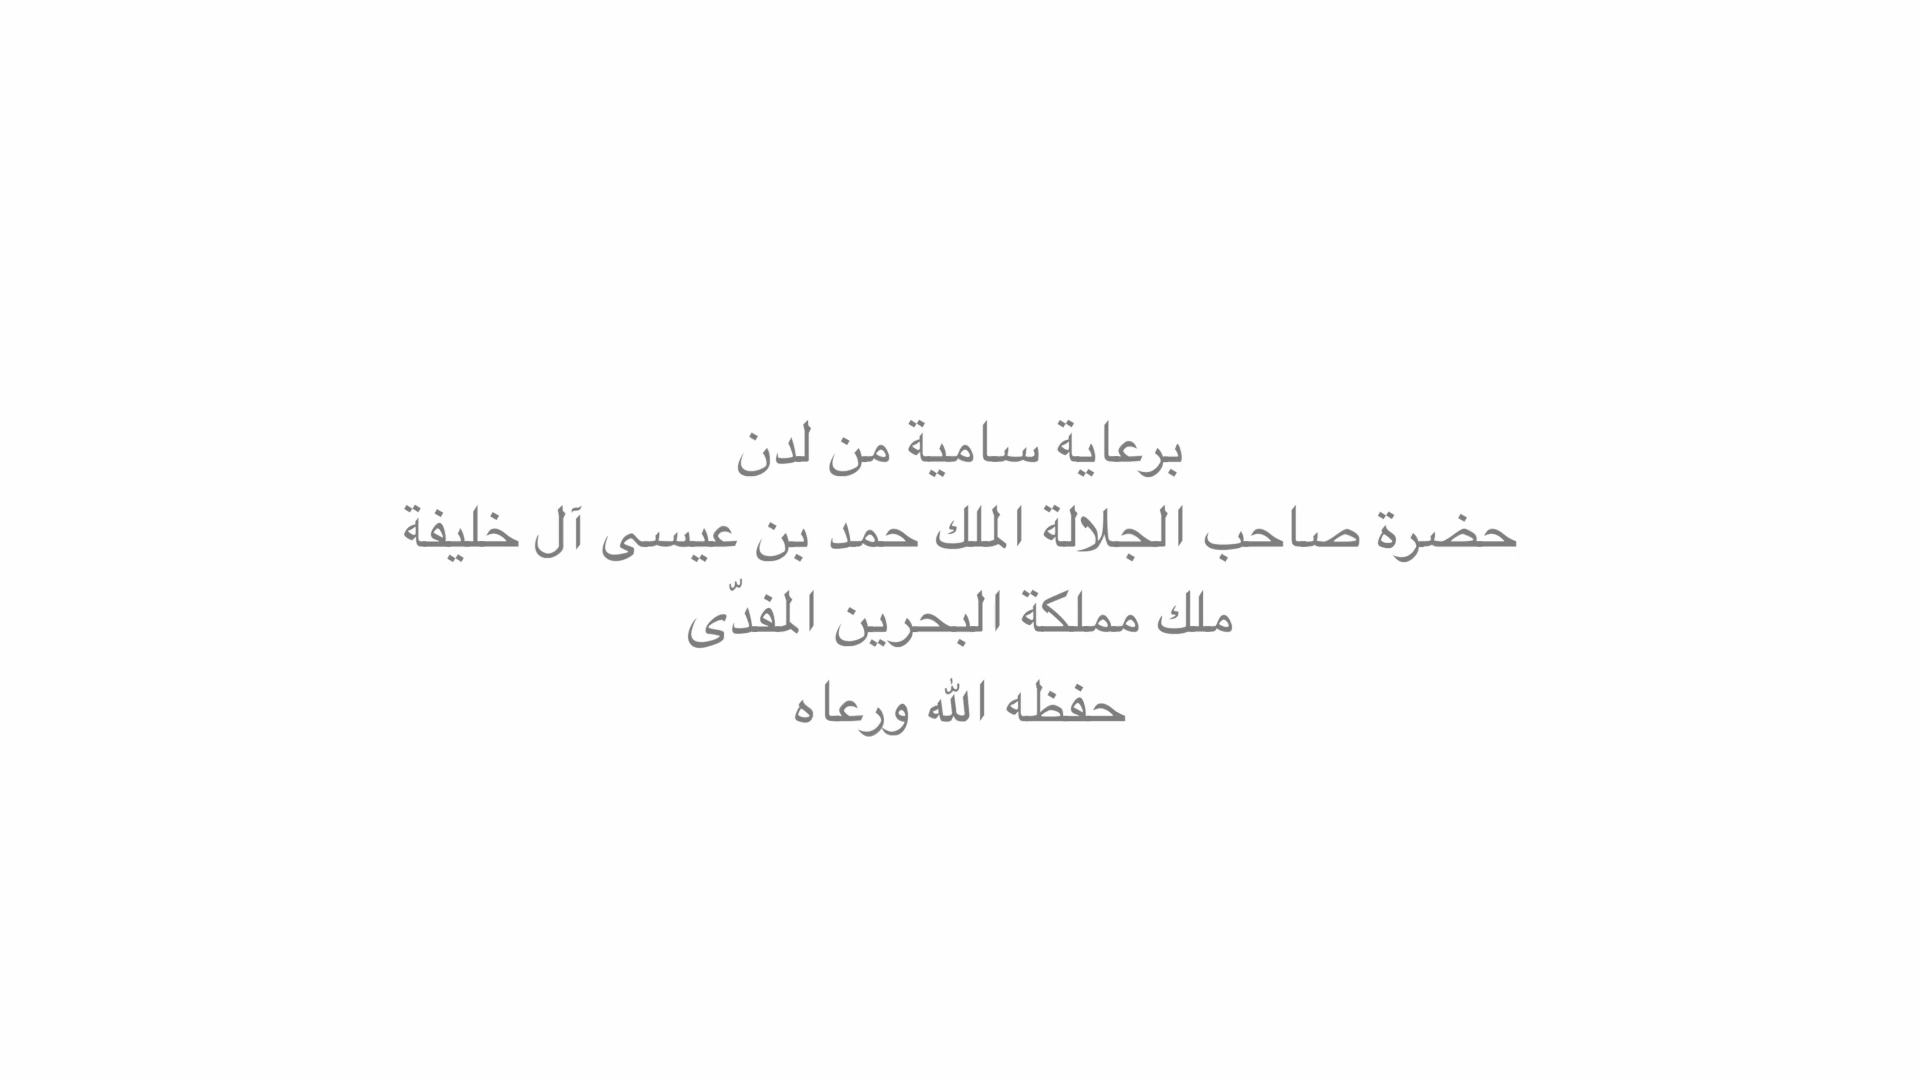 برعاية سامية من لدن
حضرة صاحب الجلالة الملك حمد بن عيسى آل خليفة
ملك مملكة البحرين المفدّى
حفظه الله ورعاه